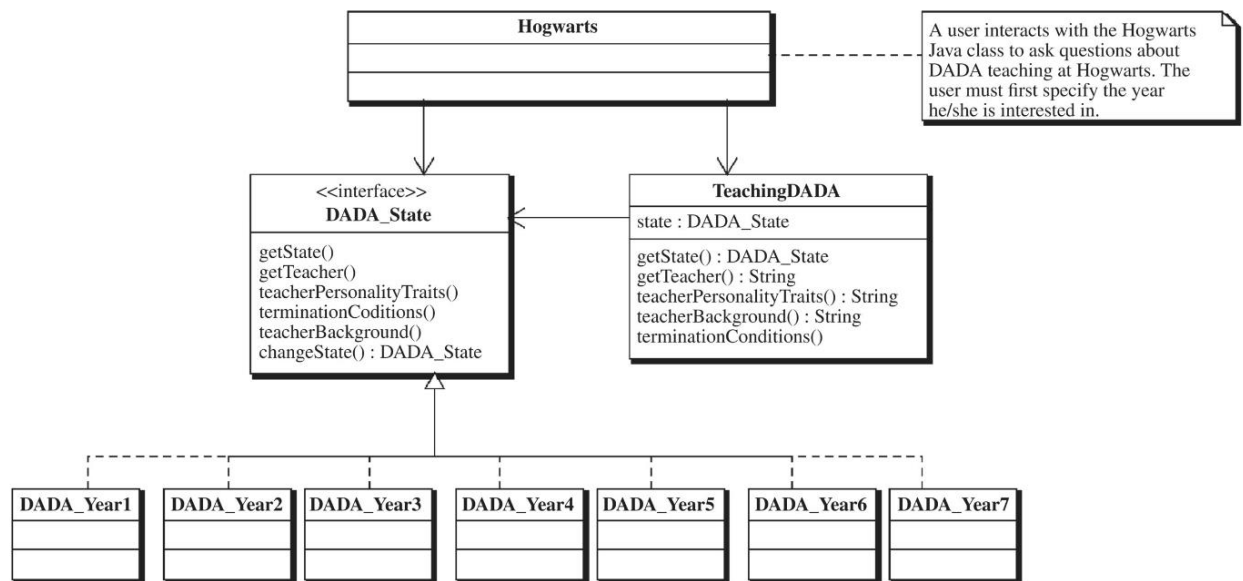 Hogwarts
A user interacts with the Hogwarts
Java class to ask questions about
DADA teaching at Hogwarts. The
user must first specify the year
he/she is interested in.
<<interface>>
DADA_State
getState()
getTeacher()
teacherPersonalityTraits()
terminationCoditions()
teacherBackground()
changeState() : DADA_State
TeachingDADA
state : DADA_State
getState() : DADA_State
getTeacher() : String
teacherPersonalityTraits() : String
teacherBackground() : String
terminationConditions()
DADA_Year1
DADA_Year2
DADA_Year3
DADA_Year4
DADA_Year5
DADA_Year6
DADA_Year7